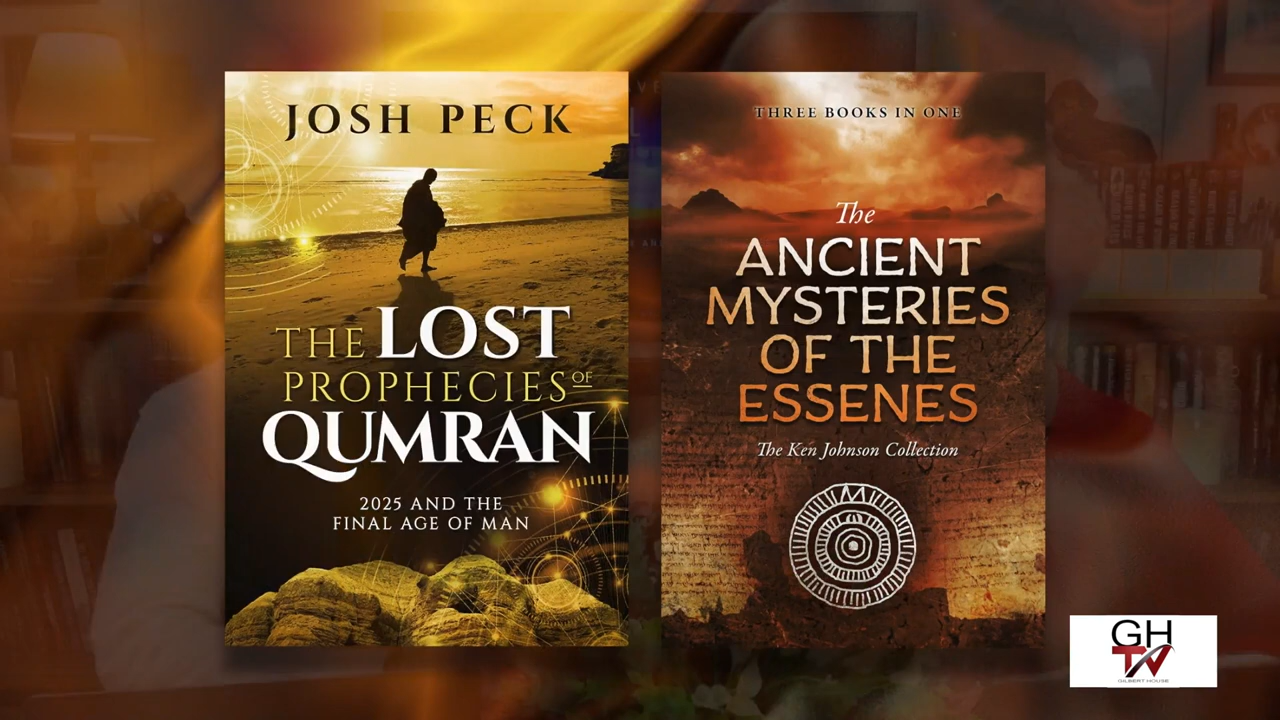 JOSH PECK
THE LOST
PROPHECIES OF
QUMRAN
2025 AND THE
FINAL AGE OF MAN
THREE BOOKS IN ONE
The
ANCIENT
MYSTERIES
OF THE
ESSENES
The Ken Johnson Collection
GH
TV
GILBERT HOUSE